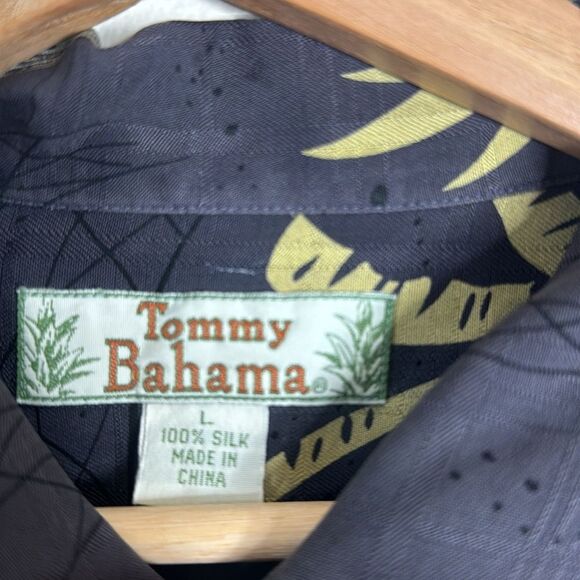 Tommy
Bahama®
L
100% SILK
MADE IN
CHINA